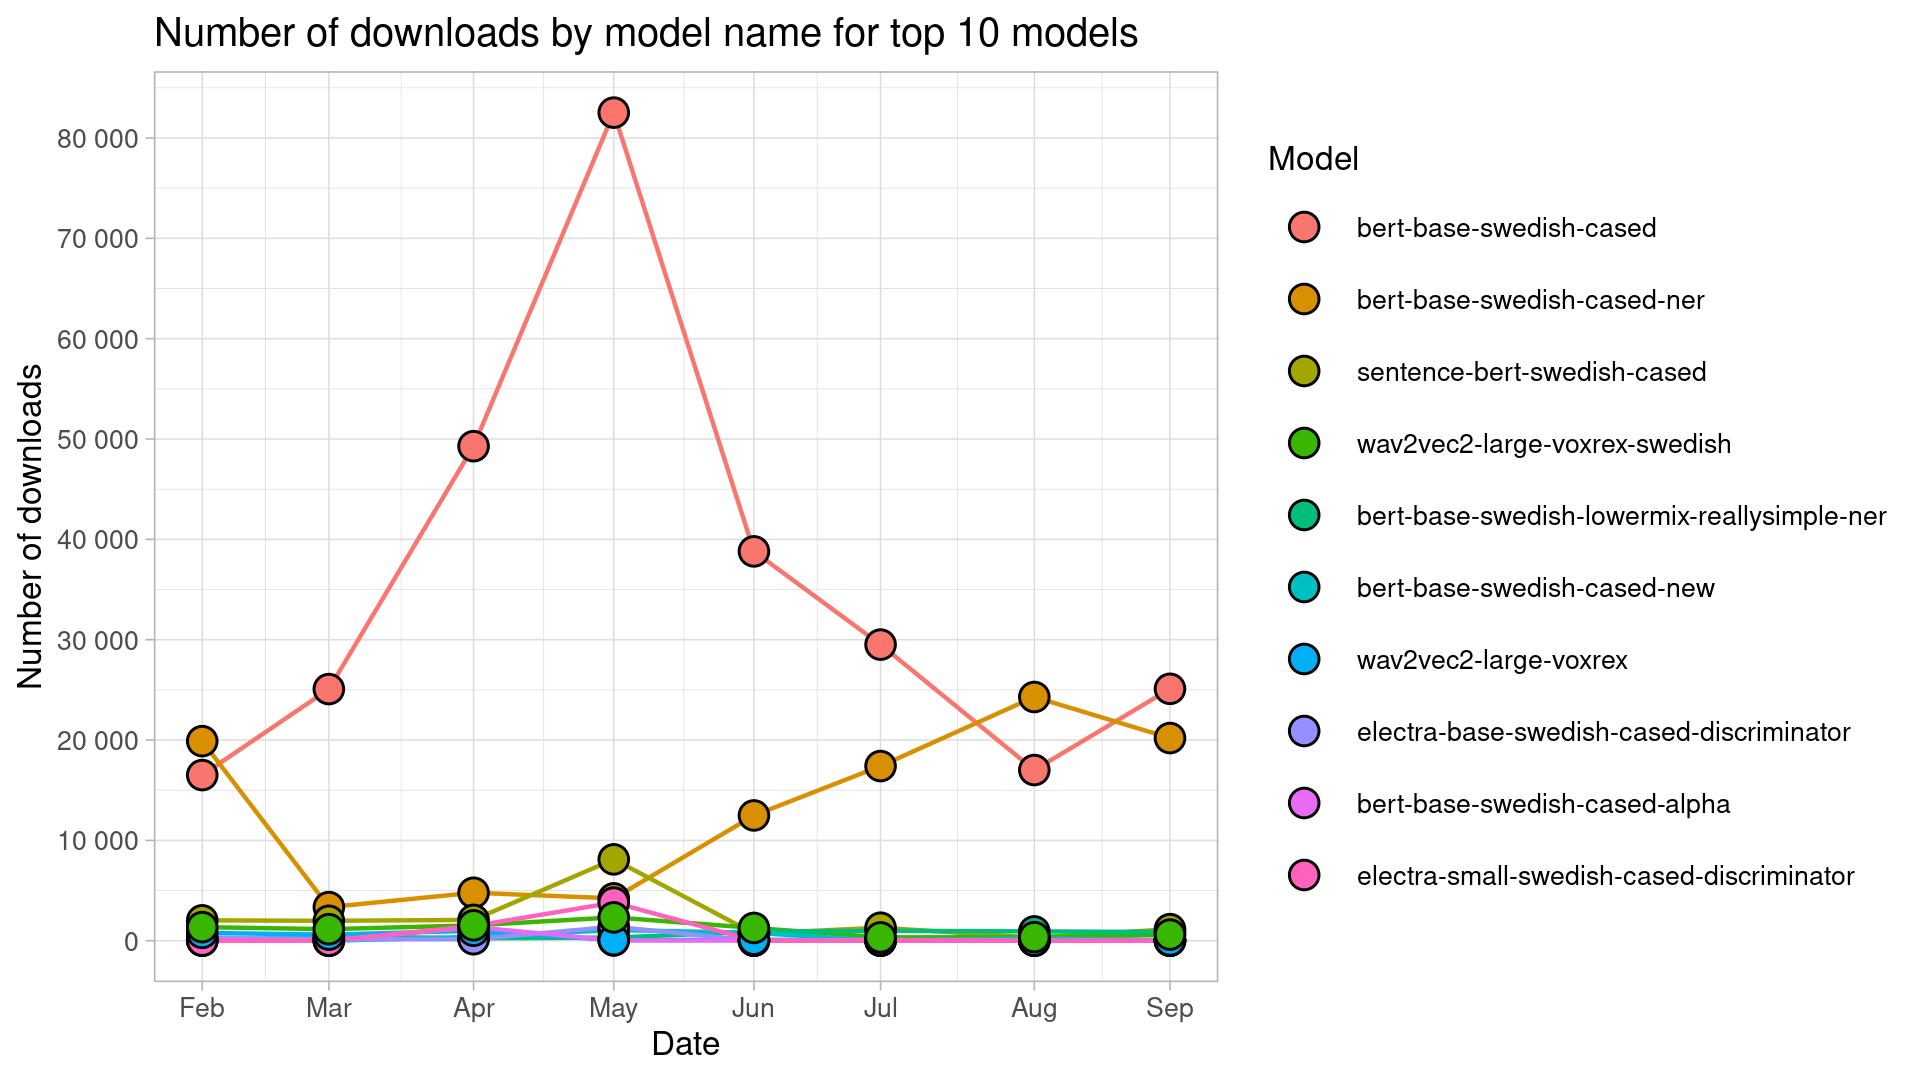 Number of downloads by model name for top 10 models
Number of downloads
80 000
70 000
60 000
50 000
40 000
30 000
20 000
10 000
0
Feb Mar Apr May Jun Jul Aug Sep
Date
Model
bert-base-swedish-cased
bert-base-swedish-cased-ner
sentence-bert-swedish-cased
wav2vec2-large-voxrex-swedish
bert-base-swedish-lowermix-reallysimple-ner
bert-base-swedish-cased-new
wav2vec2-large-voxrex
electra-base-swedish-cased-discriminator
bert-base-swedish-cased-alpha
electra-small-swedish-cased-discriminator